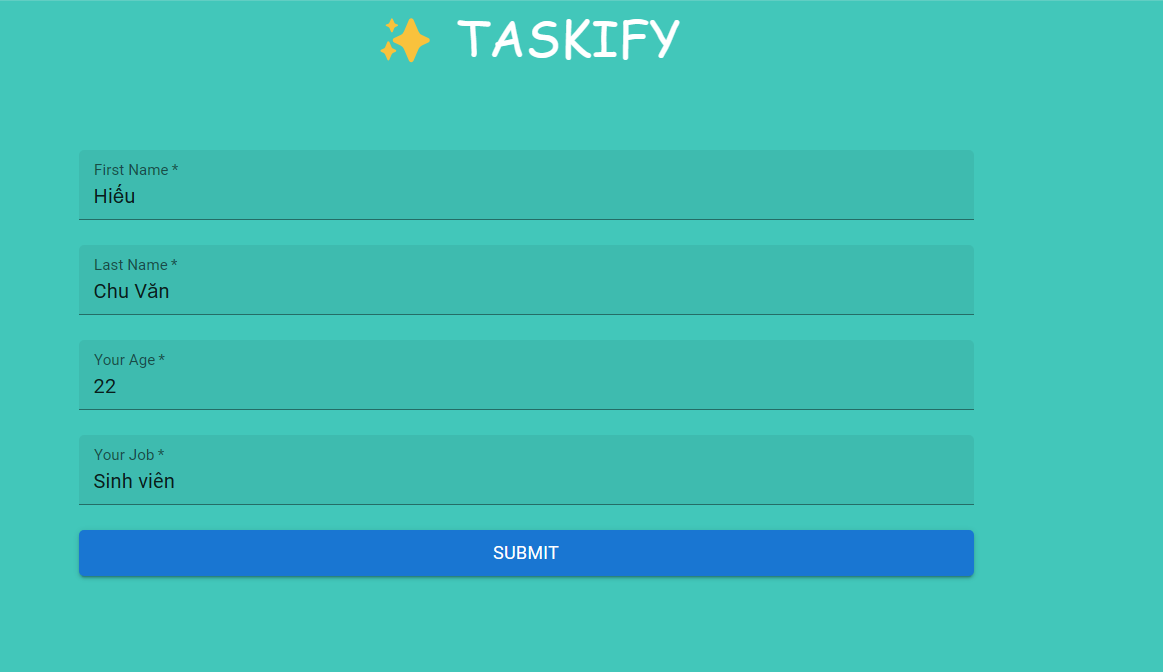 TASKIFY
First Name *
Hiếu
Last Name *
Chu Văn
Your Age *
22
Your Job *
Sinh viên
SUBMIT